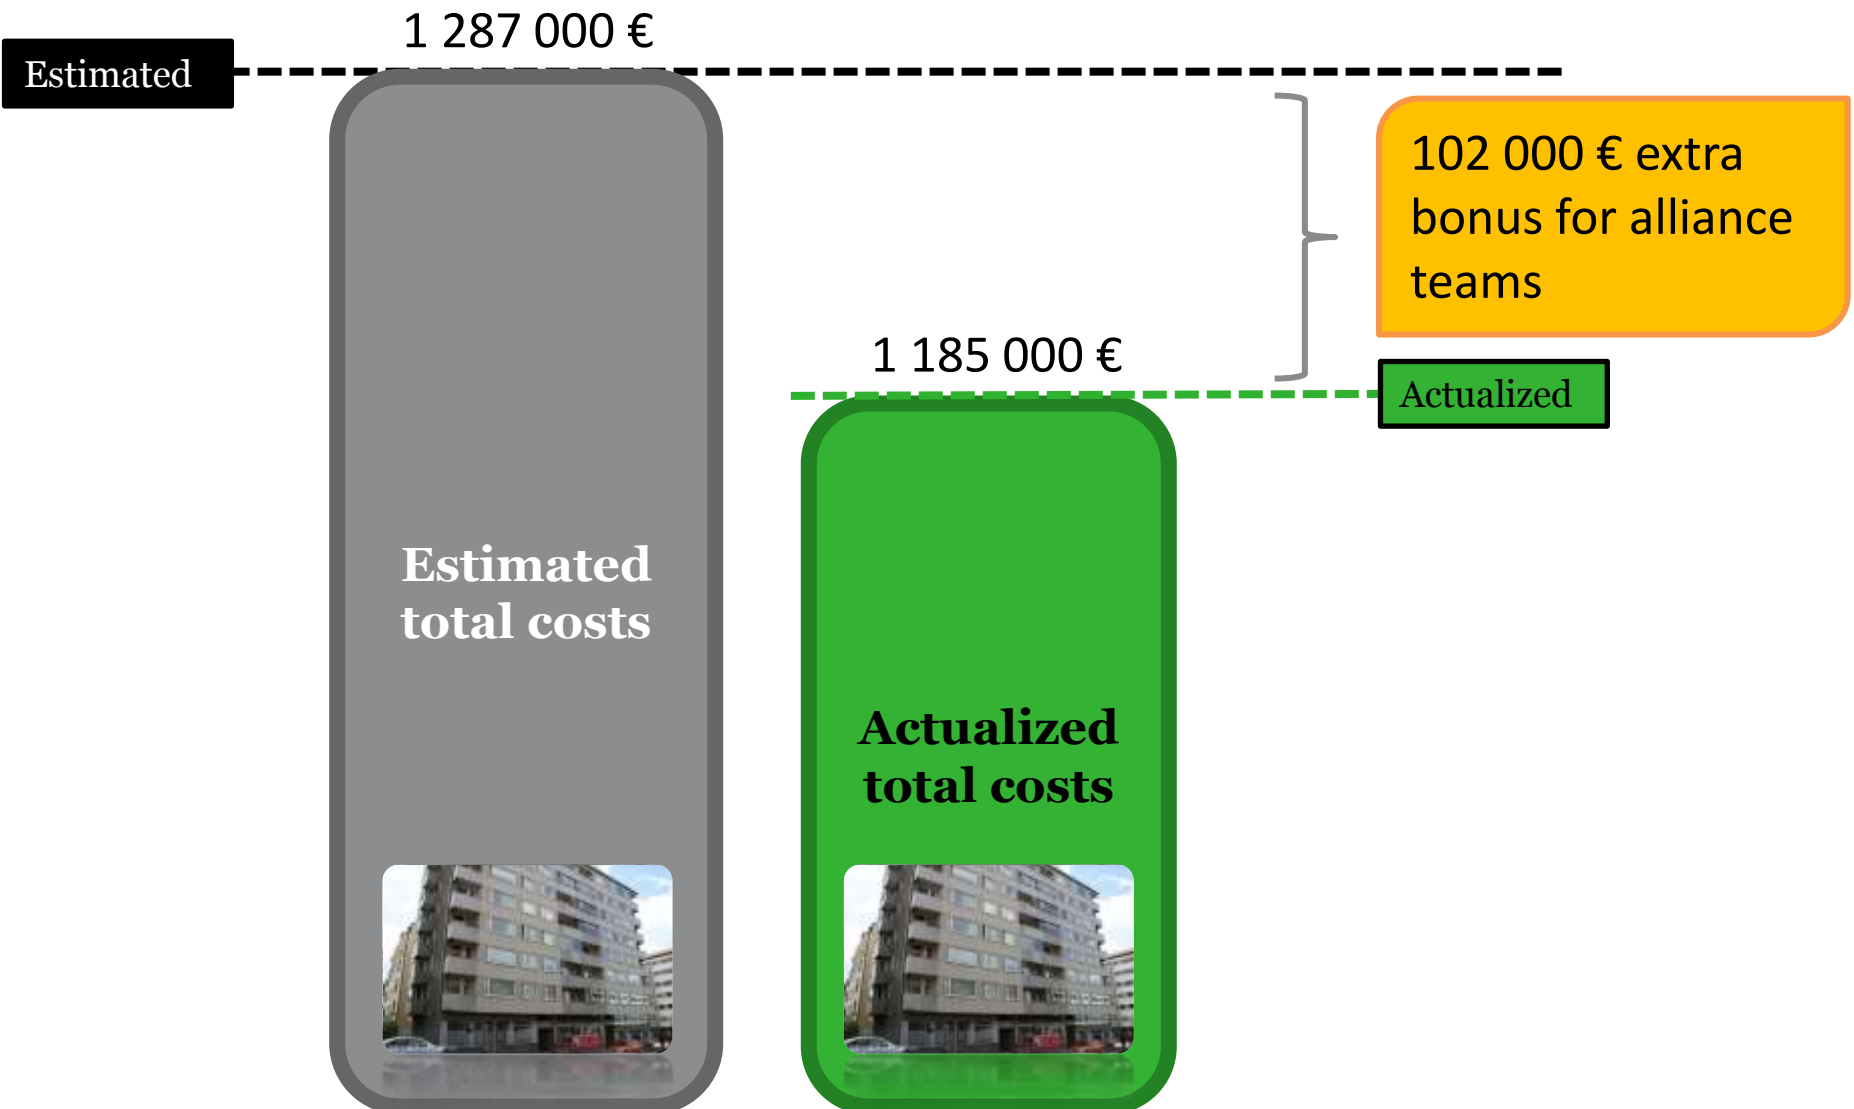 1 287 000 €
Estimated
102 000 € extra
bonus for alliance
teams
1 185 000 €
Actualized
Estimated
total costs
Actualized
total costs